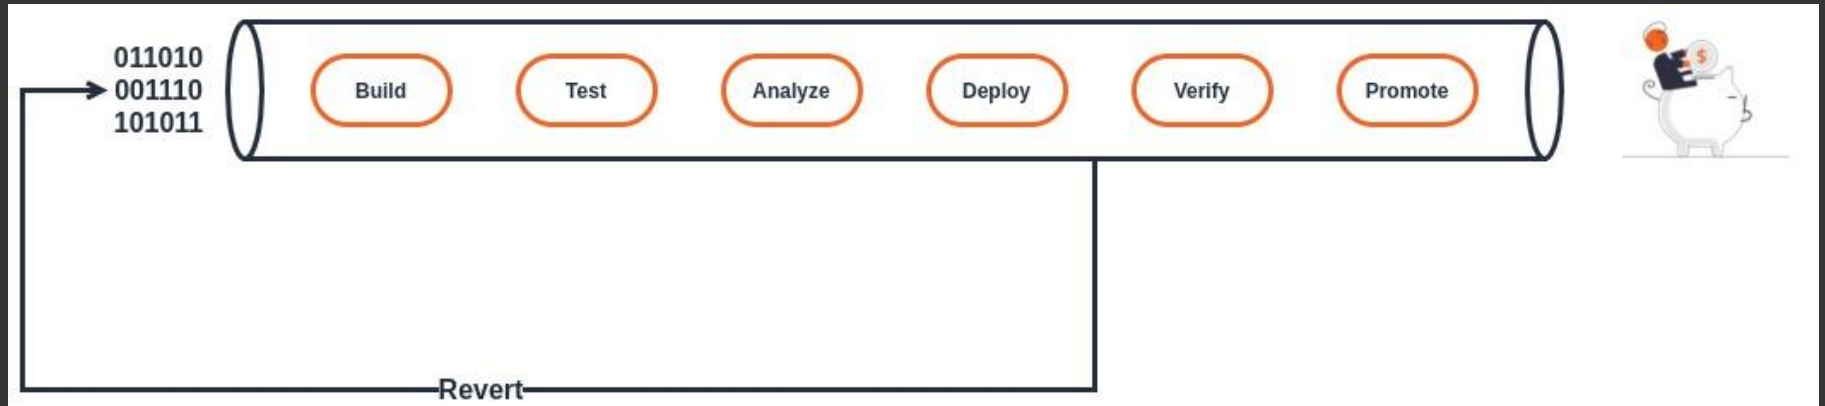 011010
001110
101011
Build
Test
Analyze
Deploy
Verify
Promote
$
Revert